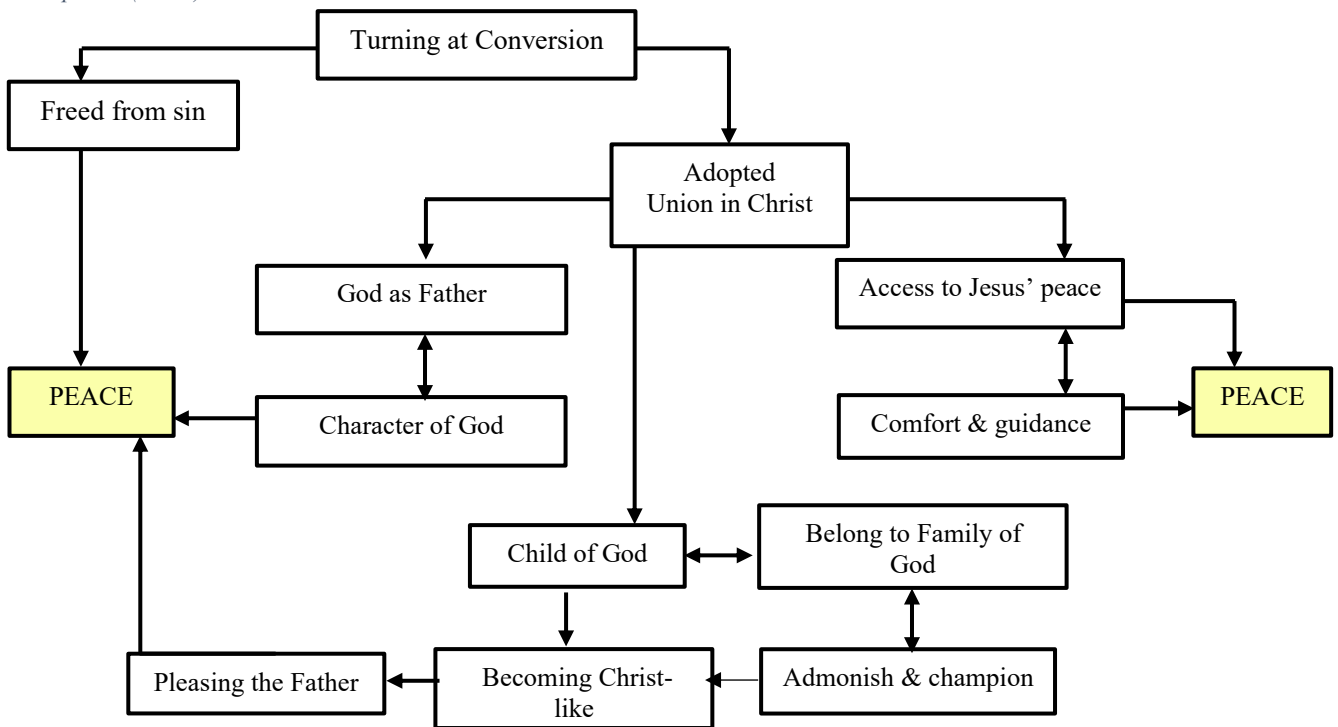 Turning at Conversion
Freed from sin
Adopted
Union in Christ
God as Father
Access to Jesus’ peace
PEACE
Character of God
Comfort & guidance
PEACE
Child of God
Belong to Family of
God
Pleasing the Father
Becoming Christ-
like
Admonish & champion